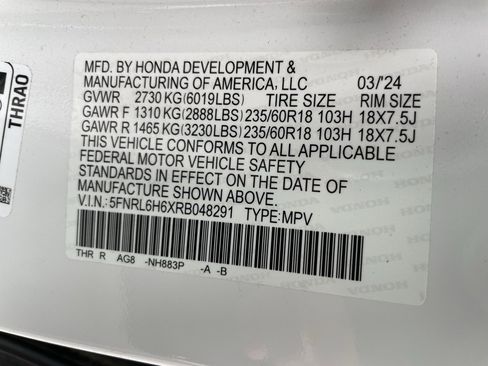 MFD. BY HONDA DEVELOPMENT &
MANUFACTURING OF AMERICA, LLC 03/'24
GVWR 2730 KG(6019LBS) TIRE SIZE RIM SIZE
GAWR F 1310 KG(2888LBS) 235/60R18 103H 18X7.5J
GAWR R 1465 KG(3230LBS) 235/60R18 103H 18X7.5J
THIS VEHICLE CONFORMS TO ALL APPLICABLE
FEDERAL MOTOR VEHICLE SAFETY
STANDARDS IN EFFECT ON THE DATE OF
MANUFACTURE SHOWN ABOVE.
V.I.N.:5FNRL6H6XRB048291 TYPE:MPV
THR R AG8 -NH883P -A -B
THRA0